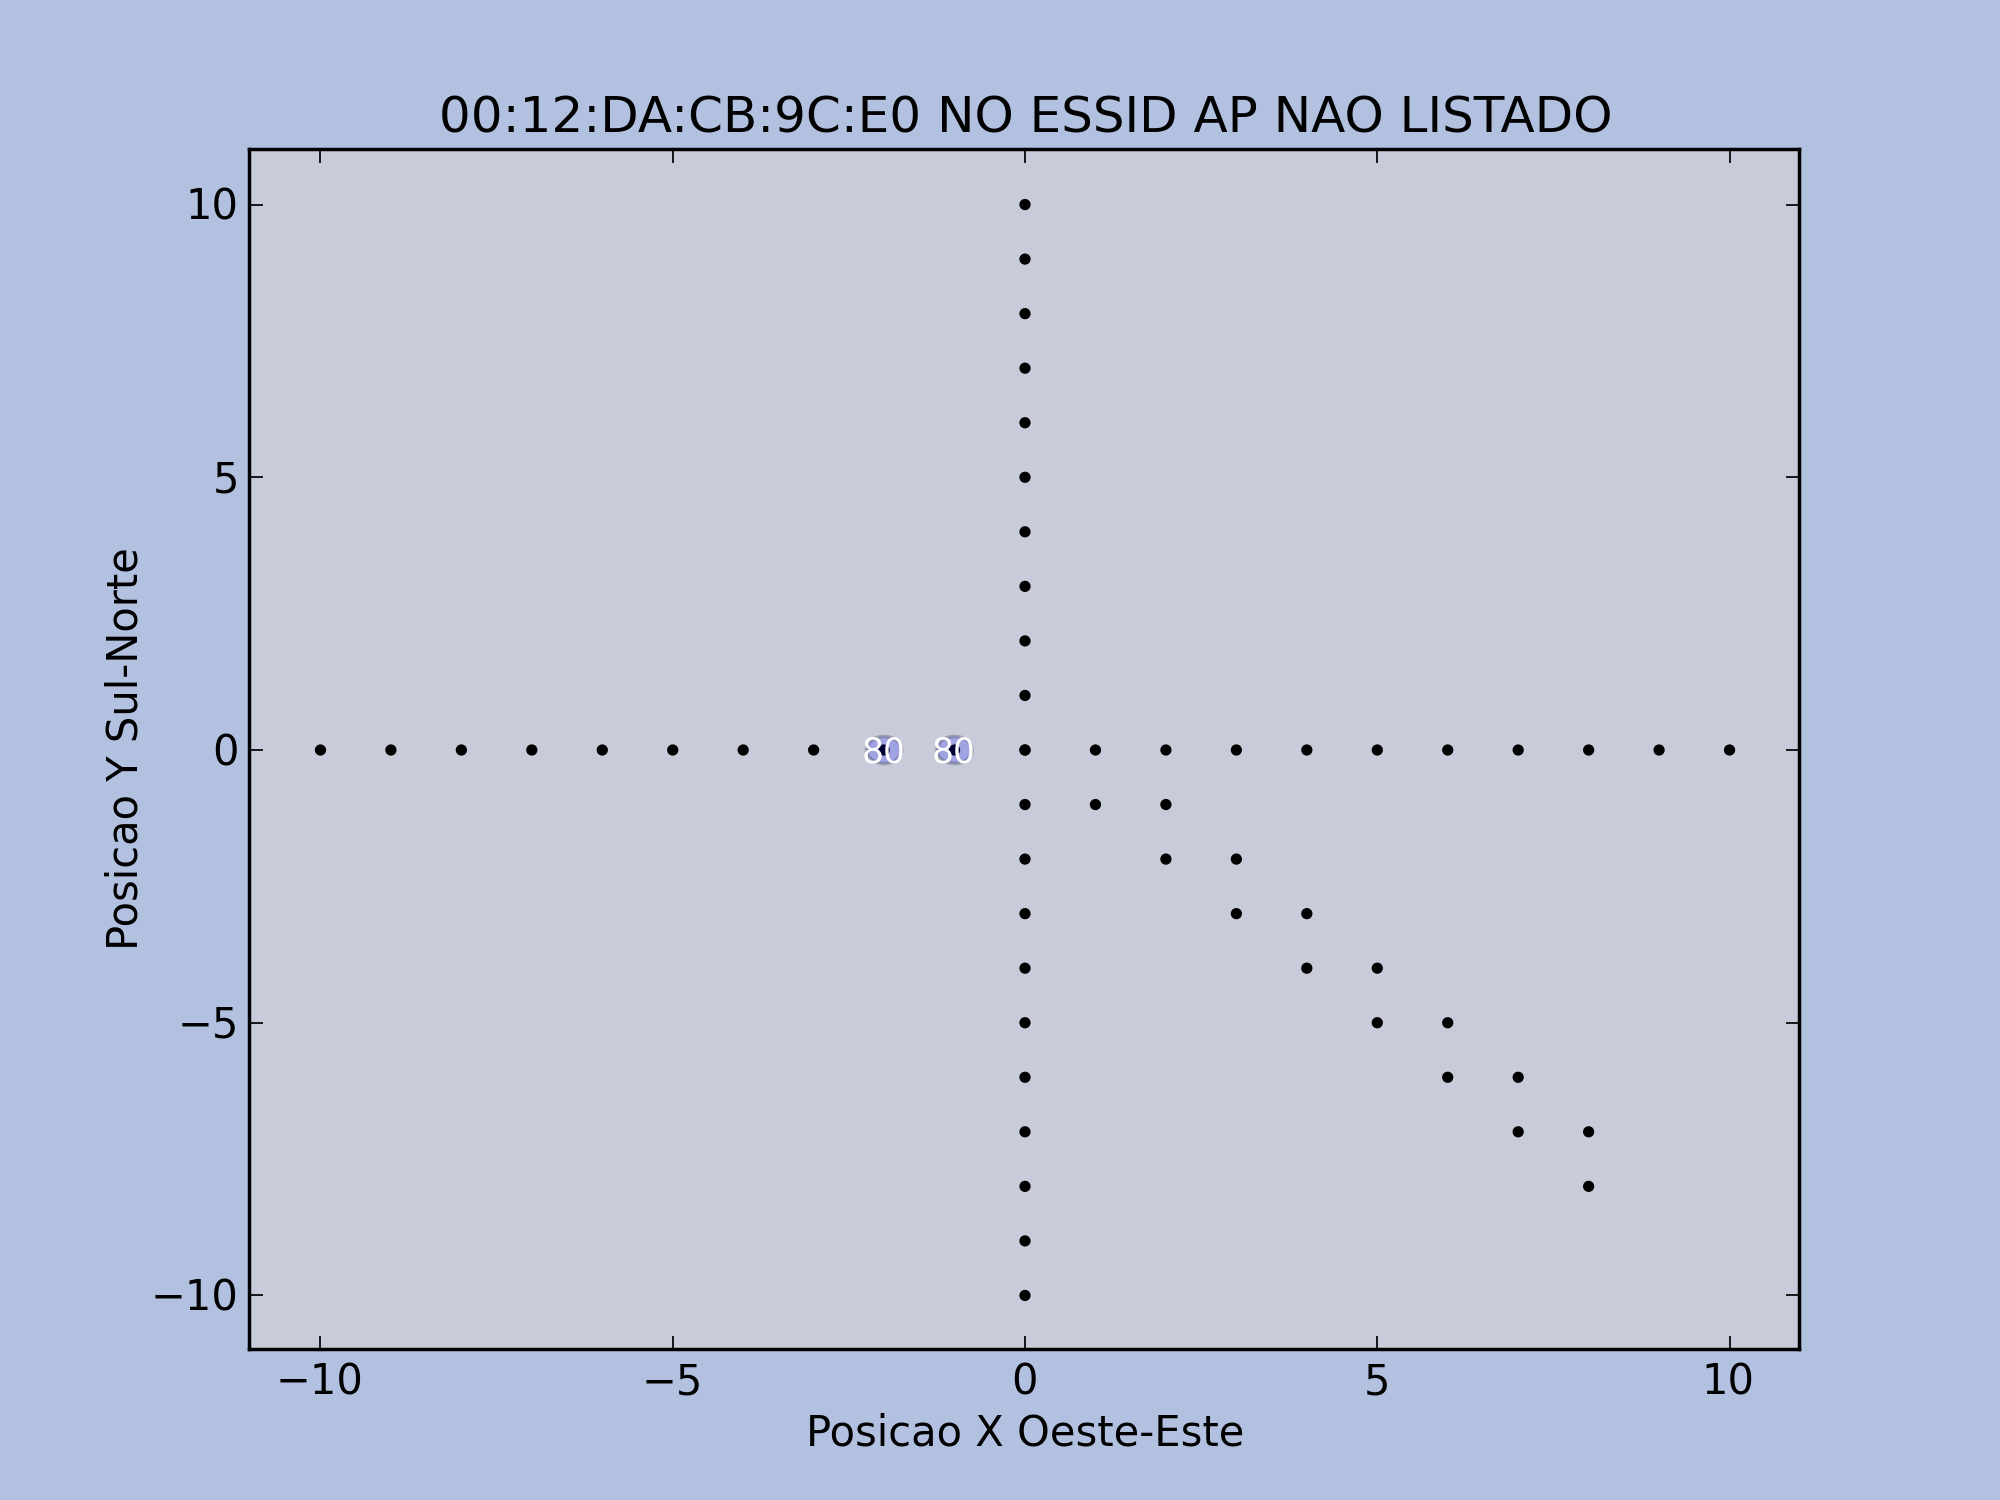 00:12:DA:CB:9C:E0 NO ESSID AP NAO LISTADO
10
5
0
−5
−10
Posicao Y Sul-Norte
80 80
−10 −5 0 5 10
Posicao X Oeste-Este